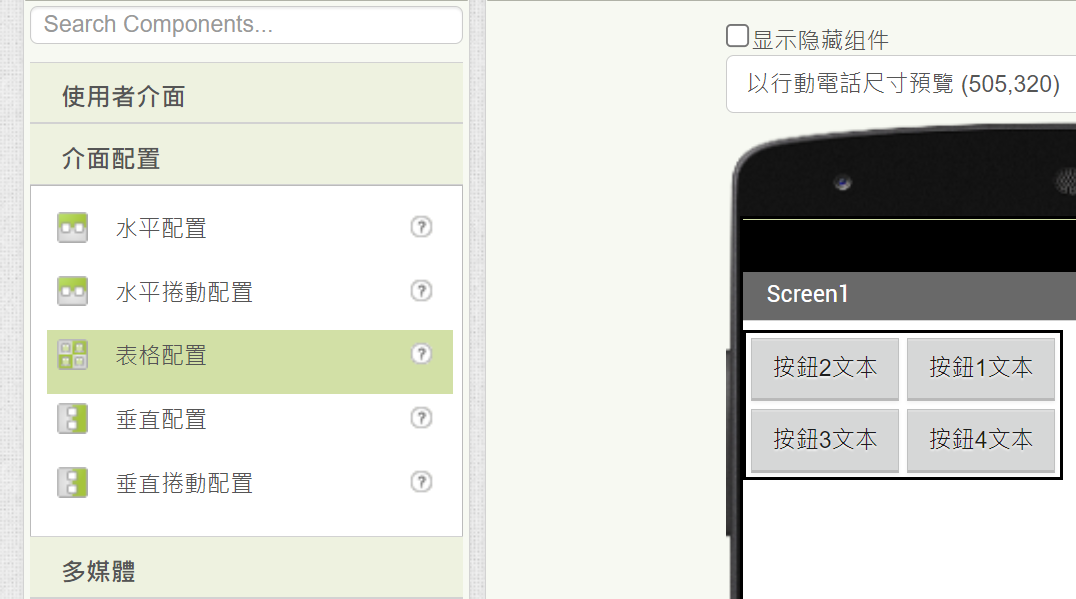 Search Components...
使用者介面
介面配置
水平配置
水平捲動配置
表格配置
垂直配置
垂直捲動配置
多媒體
显示隐藏组件
以行動電話尺寸預覽 (505,320)
Screen1
按鈕2文本 按鈕1文本
按鈕3文本 按鈕4文本